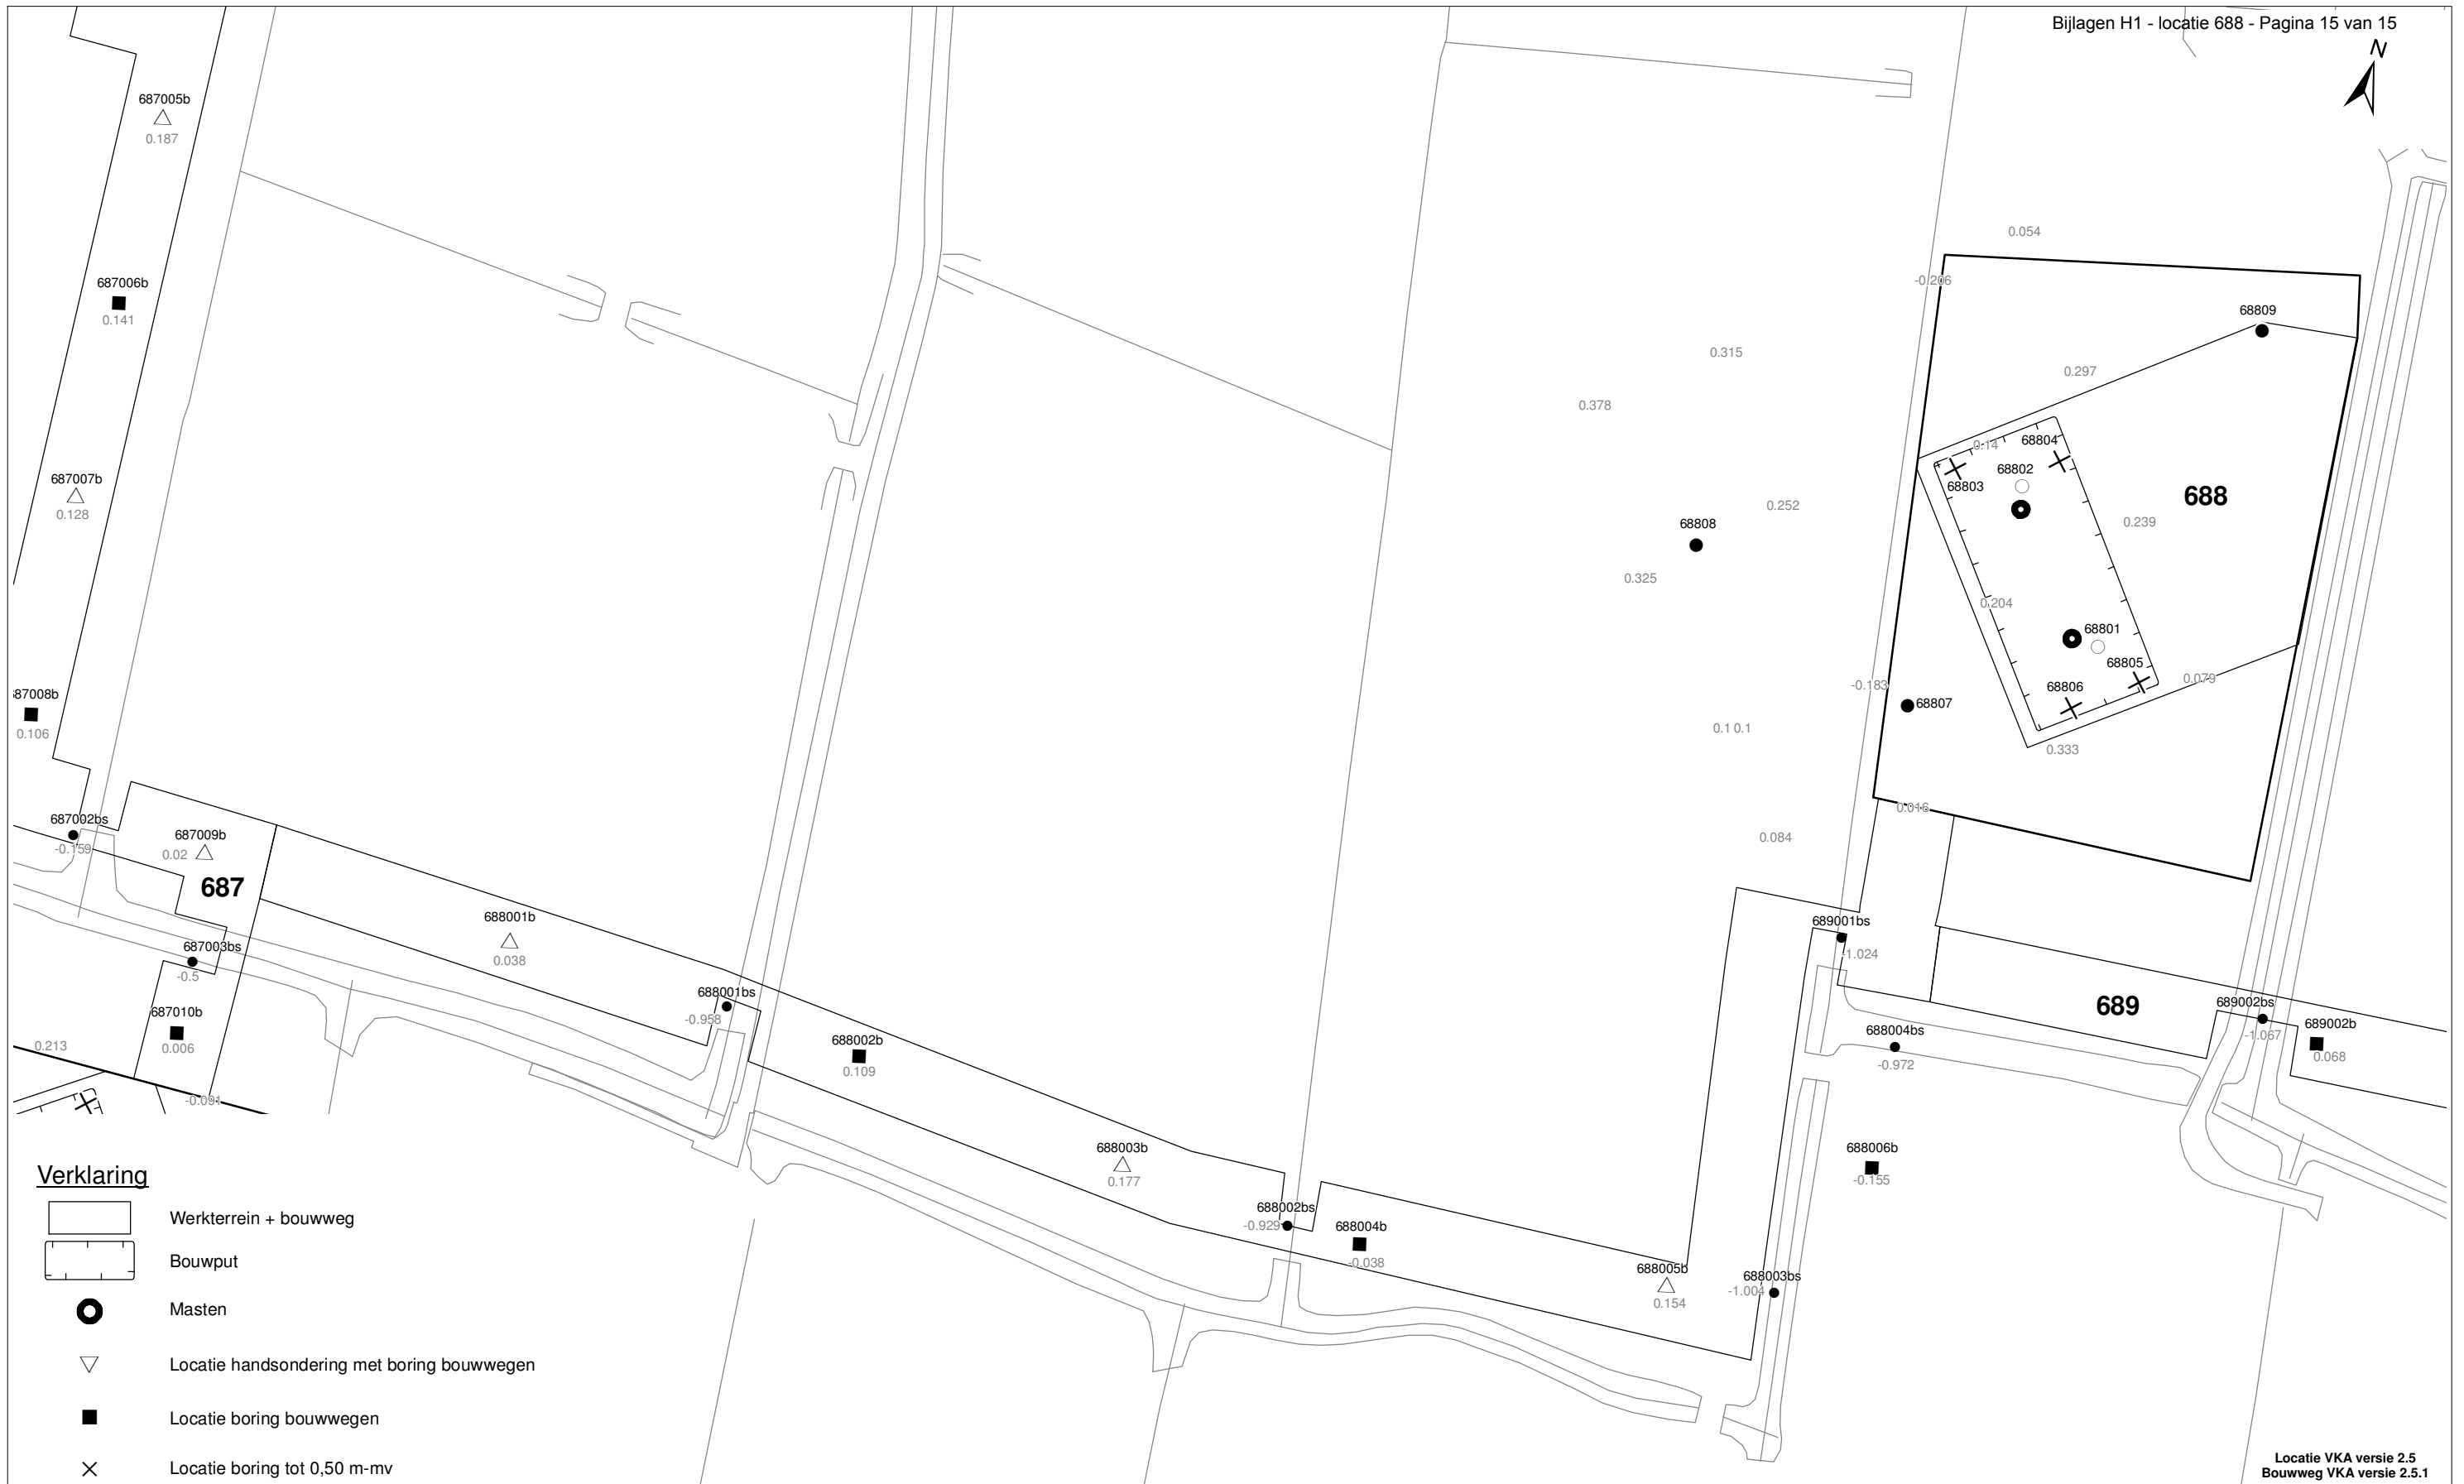 Bijlagen H1 - locatie 688 - Pagina 15 van 15
N
687005b
0.187
0.054
687006b
0.141
-0.206
68809
0.315
0.297
0.378
0.14
68804
68802
68803
688
687007b
0.128
0.252
0.239
68808
0.325
0.204
68801
68805
0.079
-0.183
68806
68807
87008b
0.106
0.1 0.1
0.333
0.016
687002bs
-0.159
687009b
0.02
0.084
687
688001b
0.038
689001bs
-1.024
687003bs
-0.5
688001bs
-0.958
689
689002bs
-1.067
689002b
0.068
687010b
0.006
0.213
688002b
0.109
688004bs
-0.972
-0.091
688003b
0.177
688006b
-0.155
688002bs
-0.929
688004b
-0.038
688005b
0.154
688003bs
-1.004
Verklaring
Werkterrein + bouwweg
Bouwput
Masten
Locatie handsondering met boring bouwwegen
Locatie boring bouwwegen
Locatie boring tot 0,50 m-mv
Locatie VKA versie 2.5
Bouwweg VKA versie 2.5.1